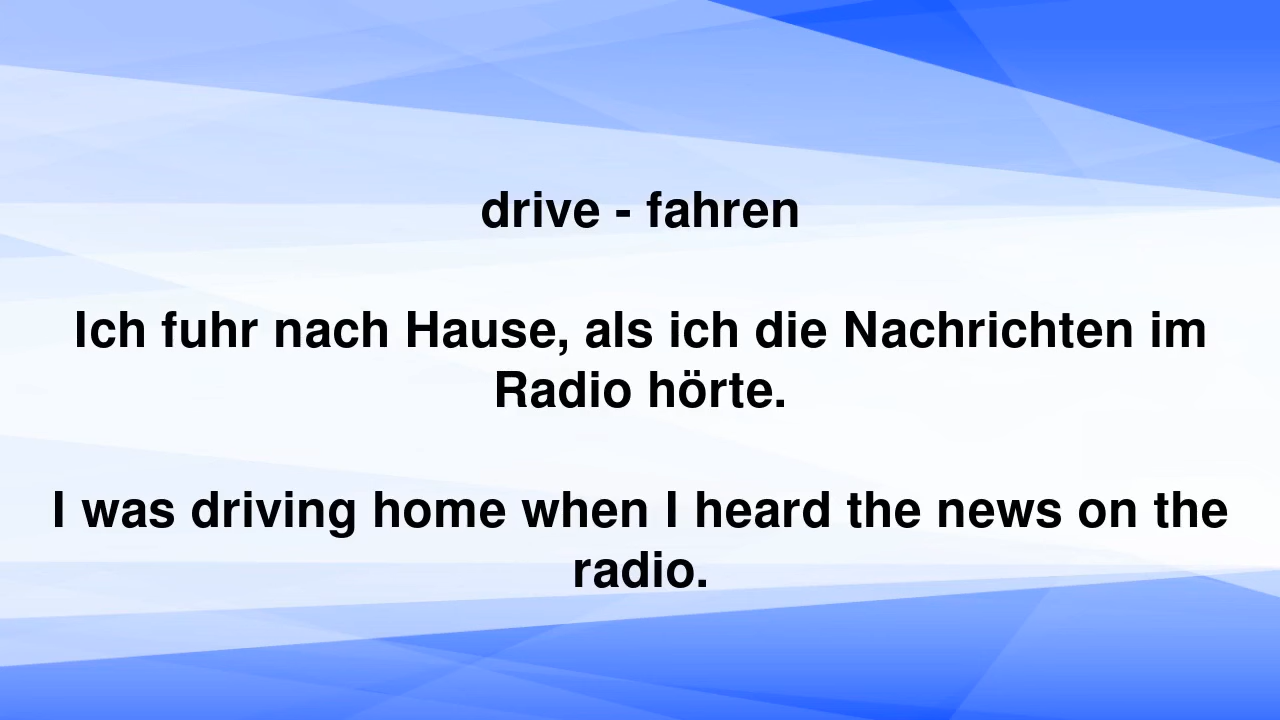 drive - fahren
Ich fuhr nach Hause, als ich die Nachrichten im
Radio hörte.
I was driving home when I heard the news on the
radio.